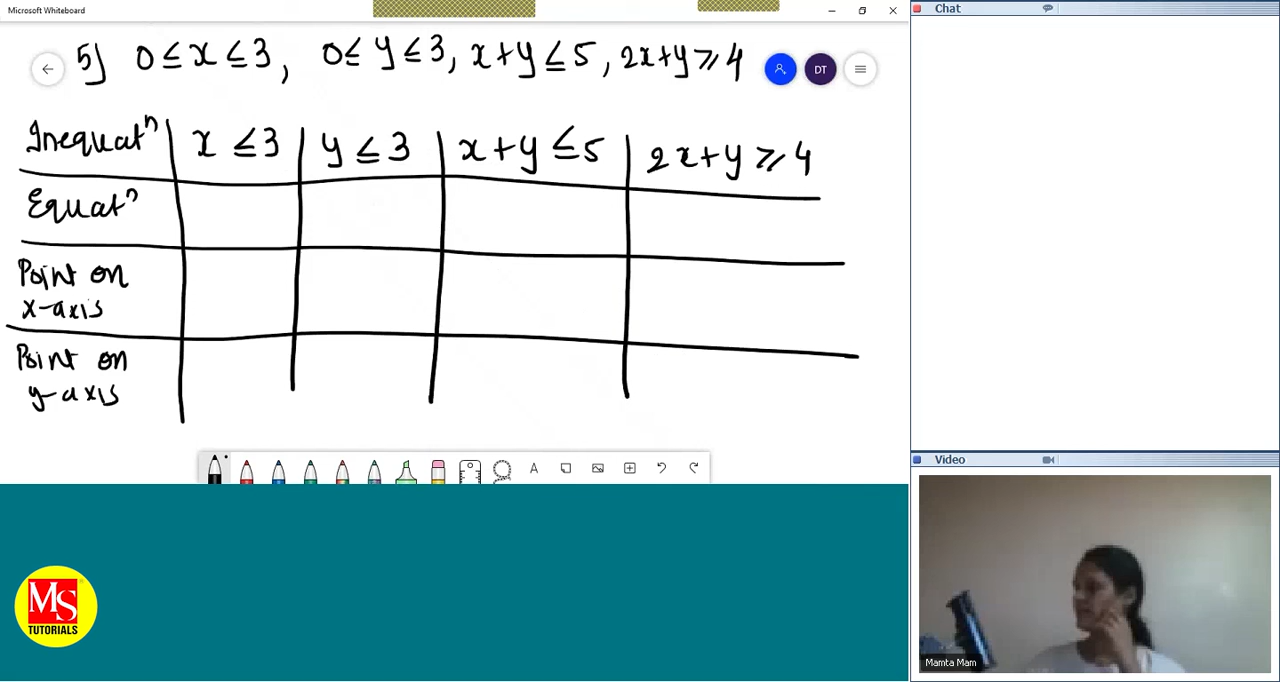 Microsoft Whiteboard
Chat
5) 0 ≤ x ≤ 3, 0 ≤ y ≤ 3, x+y ≤ 5, 2x+y ⩾ 4
DT
Inequatⁿ x ≤ 3 y ≤ 3 x+y ≤ 5 2x+y ⩾ 4
Equatⁿ
Point on
x-axis
Point on
y-axis
A
Video
MS
TUTORIALS
Mamta Mam